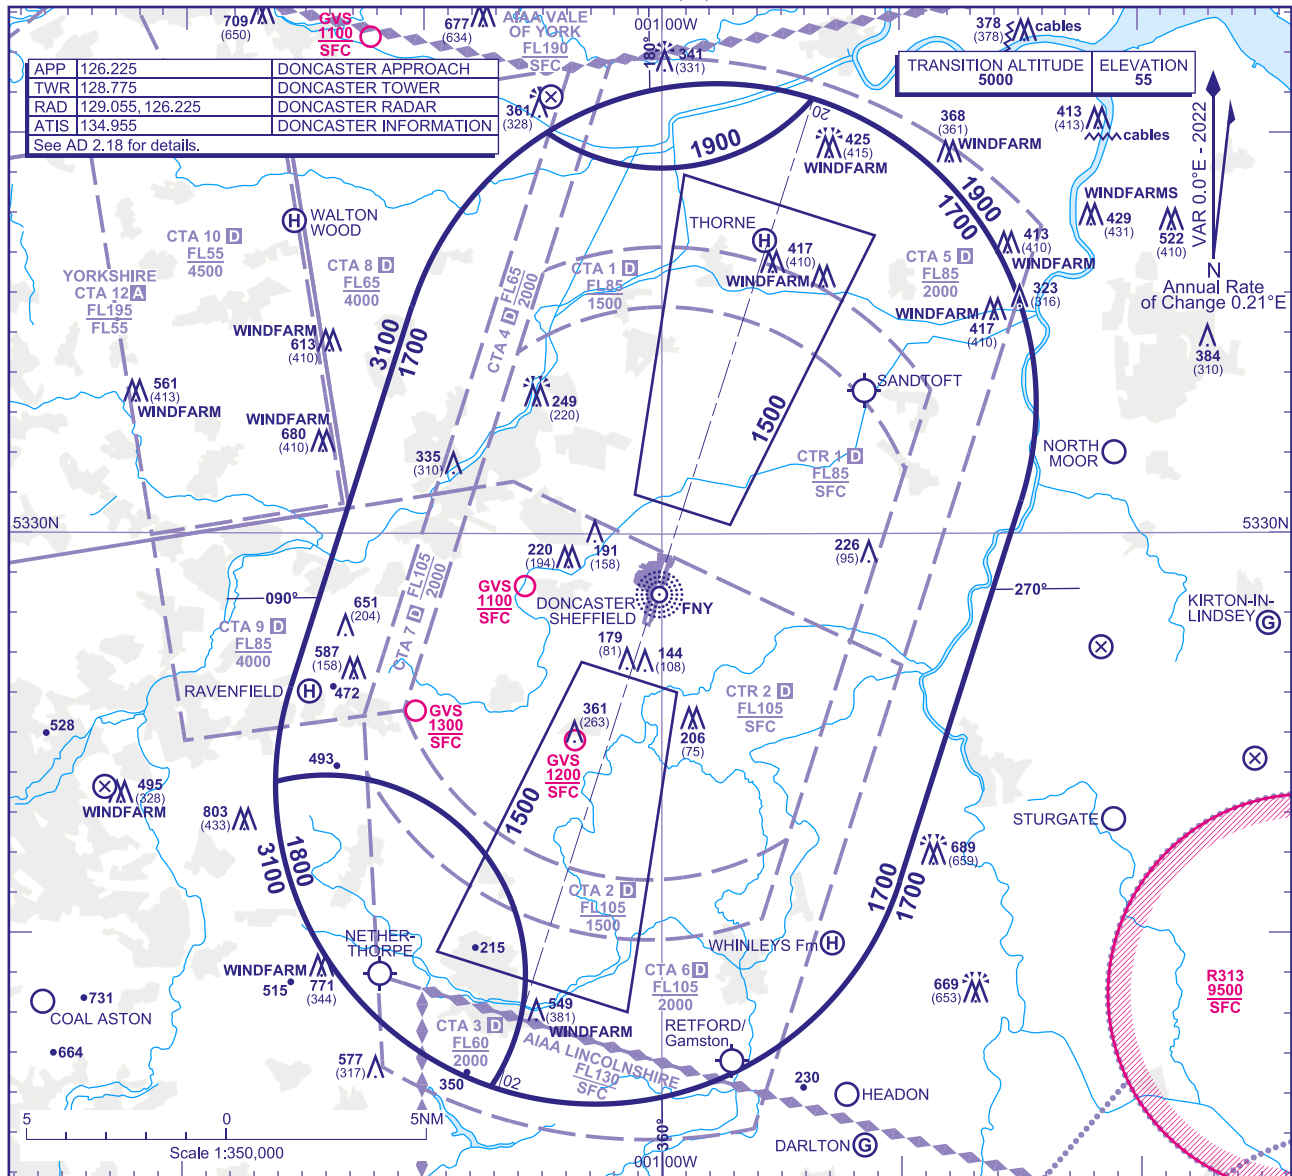 709
(650)
GVS
1100
SFC
677
(634)
AIAA VALE
OF YORK
FL190
SFC
001 00W
180°
341
(331)
378
(378)
cables
APP 126.225 DONCASTER APPROACH
TWR 128.775 DONCASTER TOWER
RAD 129.055, 126.225 DONCASTER RADAR
ATIS 134.955 DONCASTER INFORMATION
See AD 2.18 for details.
TRANSITION ALTITUDE
5000
ELEVATION
55
361
(328)
1900
20
425
(415)
WINDFARM
368
(361)
WINDFARM
413
(413)
cables
VAR 0.0°E - 2022
N
Annual Rate
of Change 0.21°E
WALTON
WOOD
CTA 10 D
FL55
4500
CTA 8 D
FL65
4000
YORKSHIRE
CTA 12 A
FL195
FL55
THORNE
417
(410)
WINDFARM
1900
1700
WINDFARMS
429
(431)
522
(410)
413
(410)
WINDFARM
CTA 1 D
FL85
1500
CTA 5 D
FL85
2000
323
(316)
WINDFARM
417
(410)
384
(310)
CTA 4 D FL65
2000
3100
1700
WINDFARM
613
(410)
561
(413)
WINDFARM
WINDFARM
680
(410)
249
(220)
335
(310)
1500
SANDTOFT
CTR 1 D
FL85
SFC
NORTH
MOOR
5330N
5330N
220
(194)
191
(158)
226
(95)
GVS
1100
SFC
DONCASTER
SHEFFIELD
FNY
090°
270°
KIRTON-IN-
LINDSEY
G
CTA 7 D FL105
2000
651
(204)
CTA 9 D
FL85
4000
587
(158)
472
RAVENFIELD
179
(81)
144
(108)
GVS
1300
SFC
361
(263)
GVS
1200
SFC
CTR 2 D
FL105
SFC
206
(75)
528
493
495
(328)
WINDFARM
803
(433)
1800
3100
1500
STURGATE
689
(659)
1700
1700
CTA 2 D
FL105
1500
NETHER-
THORPE
215
WHINLEYS Fm
WINDFARM
771
(344)
515
CTA 6 D
FL105
2000
669
(653)
R313
9500
SFC
731
COAL ASTON
664
549
(381)
WINDFARM
CTA 3 D
FL60
2000
AIAA LINCOLNSHIRE
FL130
SFC
RETFORD/
Gamston
577
(317)
350
02
230
HEADON
DARLTON
G
5 0 5NM
Scale 1:350,000
360°
001 00W
H
H
H
H